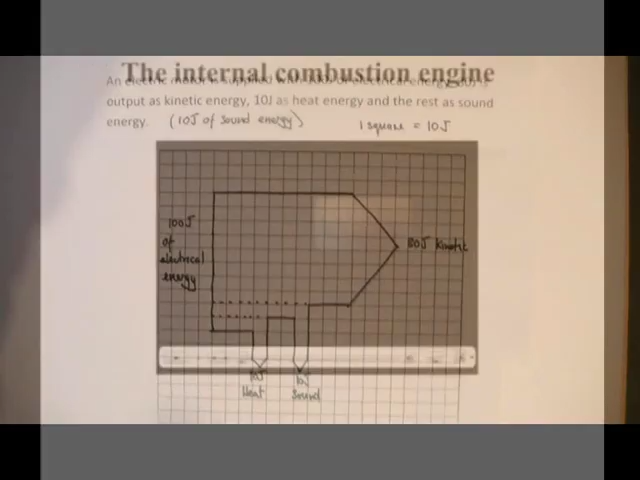 The internal combustion engine
An electric motor is supplied with 100J of electrical energy. 80J is
output as kinetic energy, 10J as heat energy and the rest as sound
energy. (10J of sound energy) 1 square = 10J
100J
of
electrical
energy
80J Kinetic
10J
Heat
10J
Sound